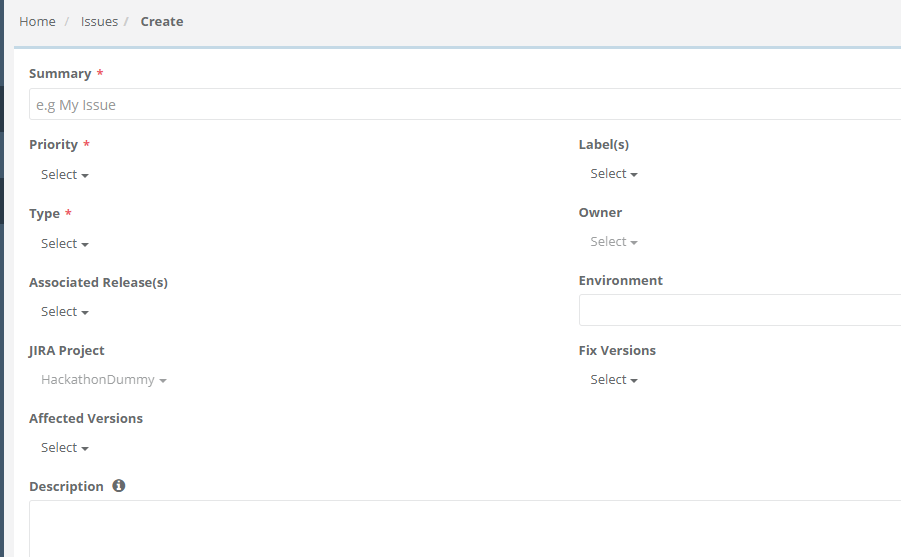 Home / Issues / Create
Summary *
e.g My Issue
Priority *
Label(s)
Select
Select
Type *
Owner
Select
Select
Associated Release(s)
Environment
Select
JIRA Project
Fix Versions
HackathonDummy
Select
Affected Versions
Select
Description